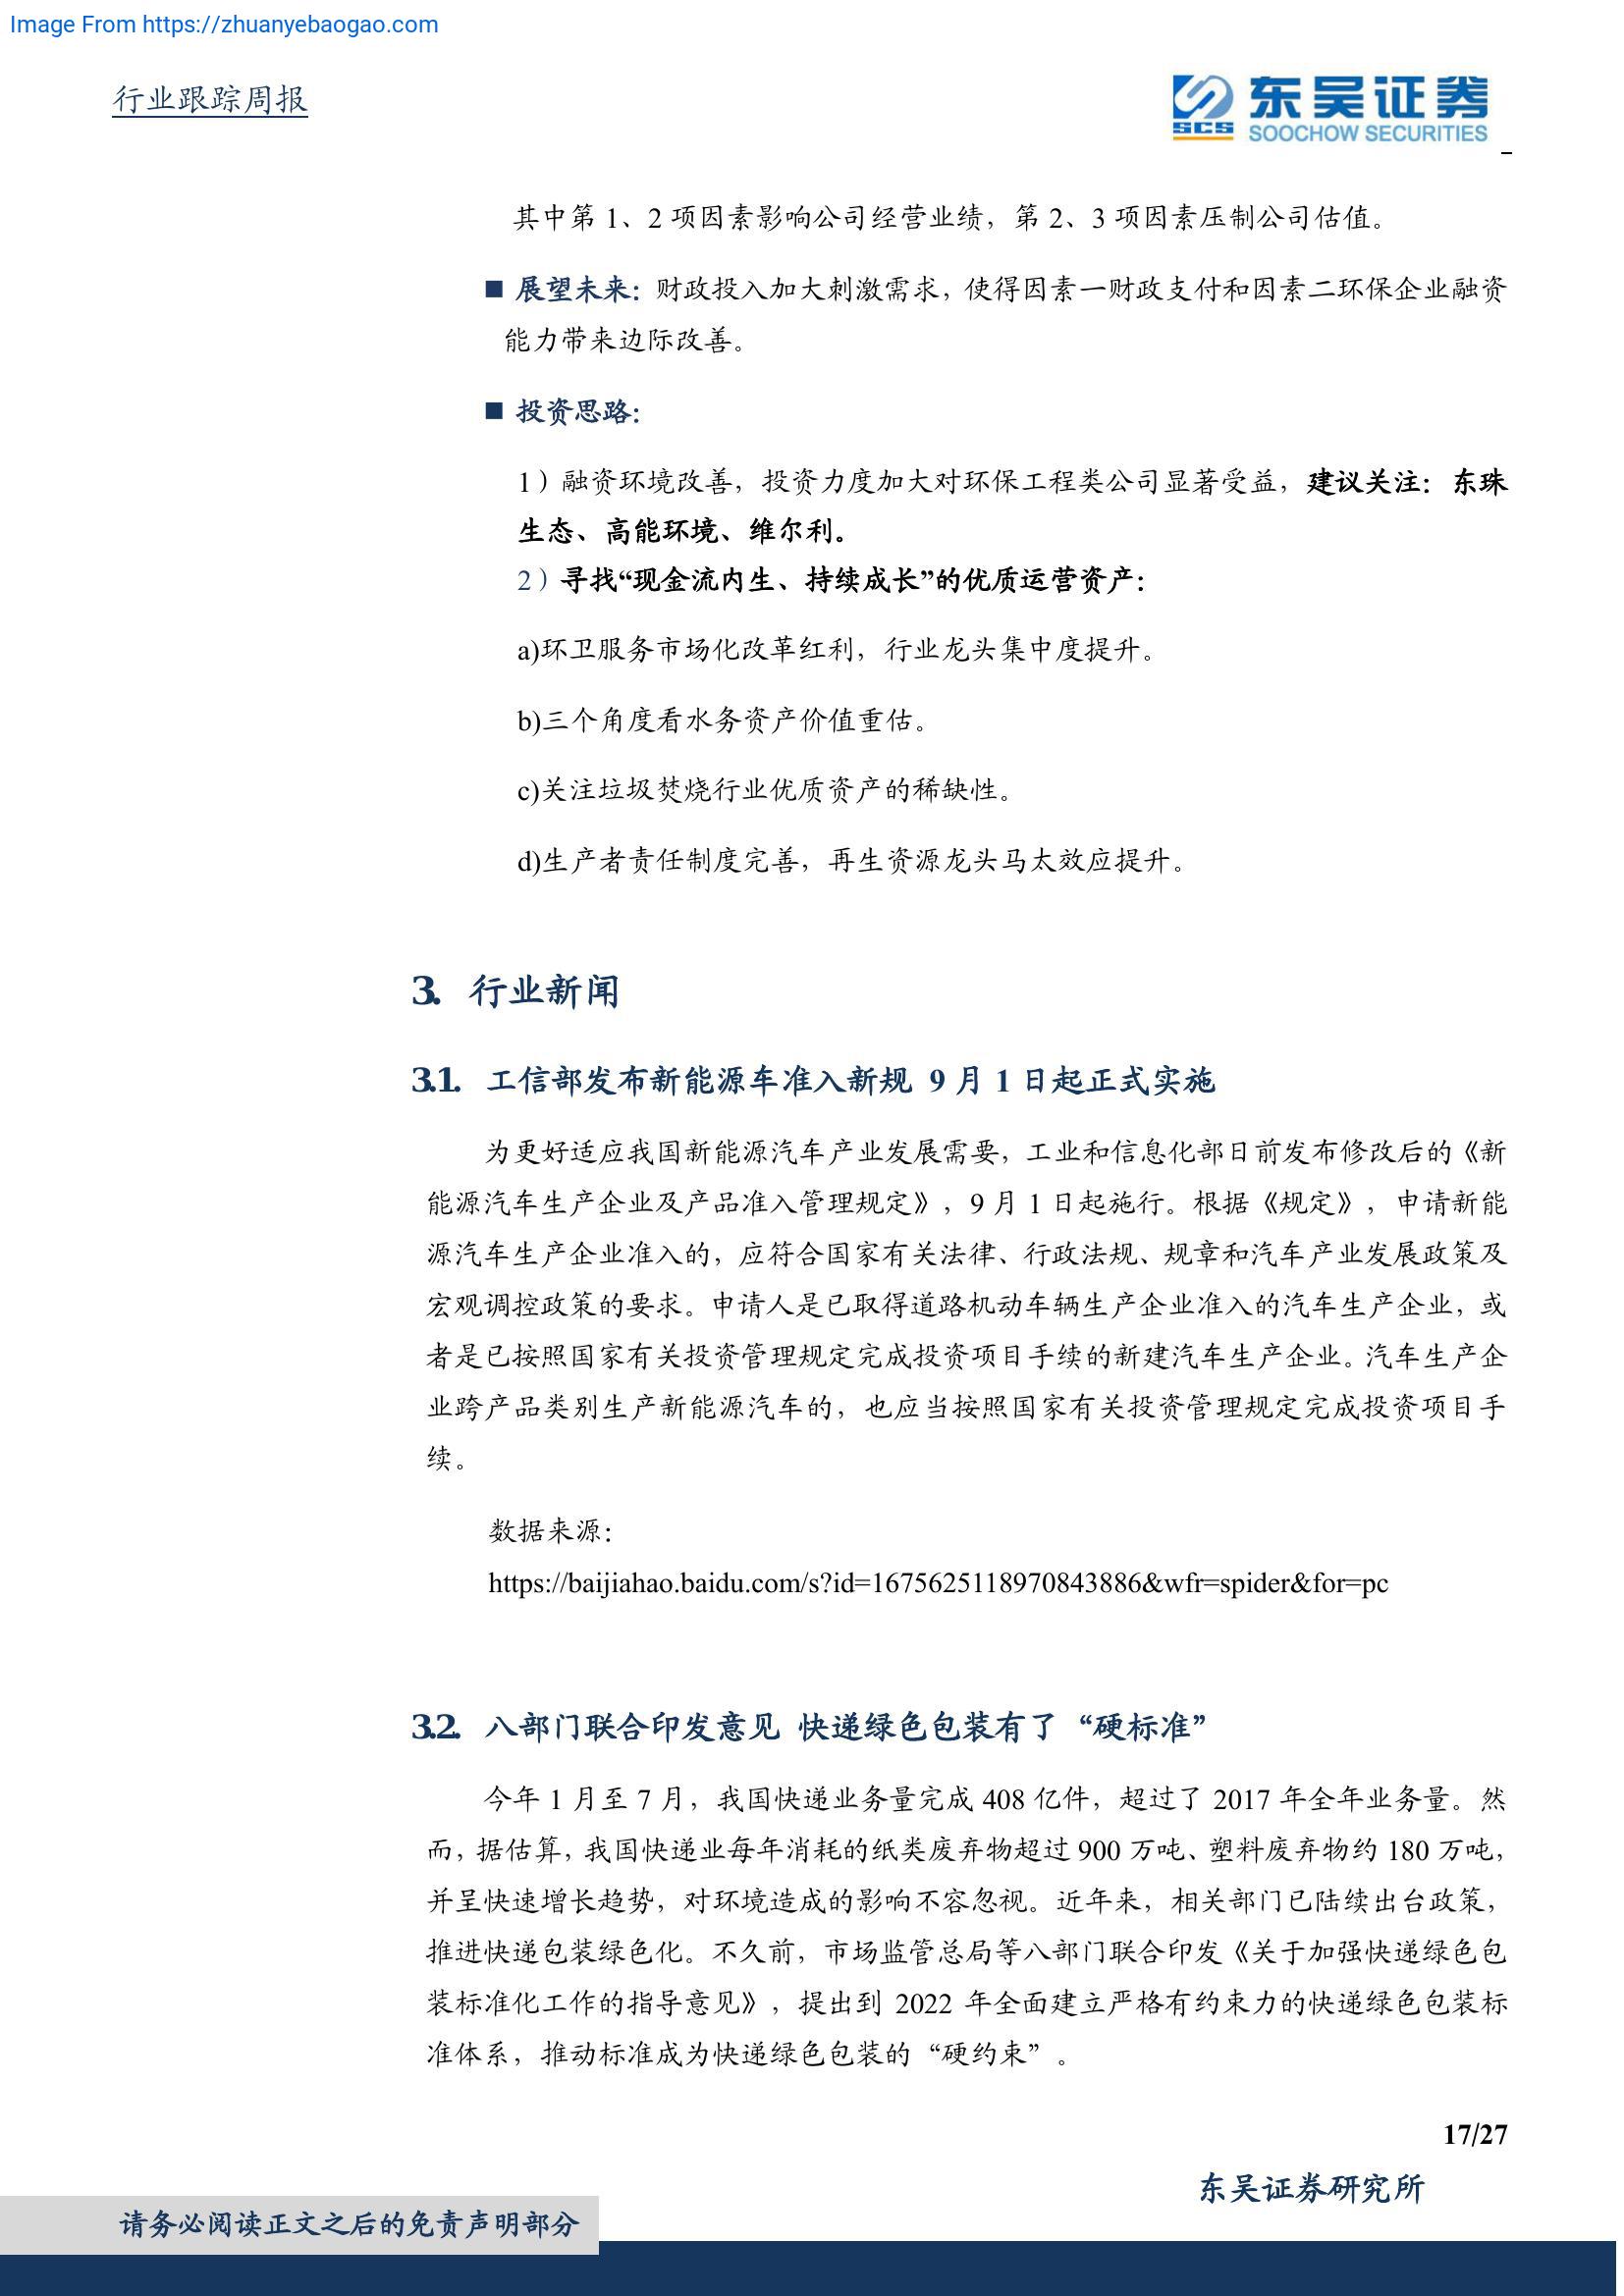 Image From https://zhuanyebaogao.com
行业跟踪周报
东吴证券
SCS
SOOCHOW SECURITIES
其中第 1、2 项因素影响公司经营业绩，第 2、3 项因素压制公司估值。
■ 展望未来：财政投入加大刺激需求，使得因素一财政支付和因素二环保企业融资
能力带来边际改善。
■ 投资思路：
1）融资环境改善，投资力度加大对环保工程类公司显著受益，建议关注：东珠
生态、高能环境、维尔利。
2）寻找“现金流内生、持续成长”的优质运营资产：
a)环卫服务市场化改革红利，行业龙头集中度提升。
b)三个角度看水务资产价值重估。
c)关注垃圾焚烧行业优质资产的稀缺性。
d)生产者责任制度完善，再生资源龙头马太效应提升。
3. 行业新闻
3.1. 工信部发布新能源车准入新规 9 月 1 日起正式实施
为更好适应我国新能源汽车产业发展需要，工业和信息化部日前发布修改后的《新
能源汽车生产企业及产品准入管理规定》，9 月 1 日起施行。根据《规定》，申请新能
源汽车生产企业准入的，应符合国家有关法律、行政法规、规章和汽车产业发展政策及
宏观调控政策的要求。申请人是已取得道路机动车辆生产企业准入的汽车生产企业，或
者是已按照国家有关投资管理规定完成投资项目手续的新建汽车生产企业。汽车生产企
业跨产品类别生产新能源汽车的，也应当按照国家有关投资管理规定完成投资项目手
续。
数据来源：
https://baijiahao.baidu.com/s?id=1675625118970843886&wfr=spider&for=pc
3.2. 八部门联合印发意见 快递绿色包装有了“硬标准”
今年 1 月至 7 月，我国快递业务量完成 408 亿件，超过了 2017 年全年业务量。然
而，据估算，我国快递业每年消耗的纸类废弃物超过 900 万吨、塑料废弃物约 180 万吨，
并呈快速增长趋势，对环境造成的影响不容忽视。近年来，相关部门已陆续出台政策，
推进快递包装绿色化。不久前，市场监管总局等八部门联合印发《关于加强快递绿色包
装标准化工作的指导意见》，提出到 2022 年全面建立严格有约束力的快递绿色包装标
准体系，推动标准成为快递绿色包装的“硬约束”。
17/27
东吴证券研究所
请务必阅读正文之后的免责声明部分